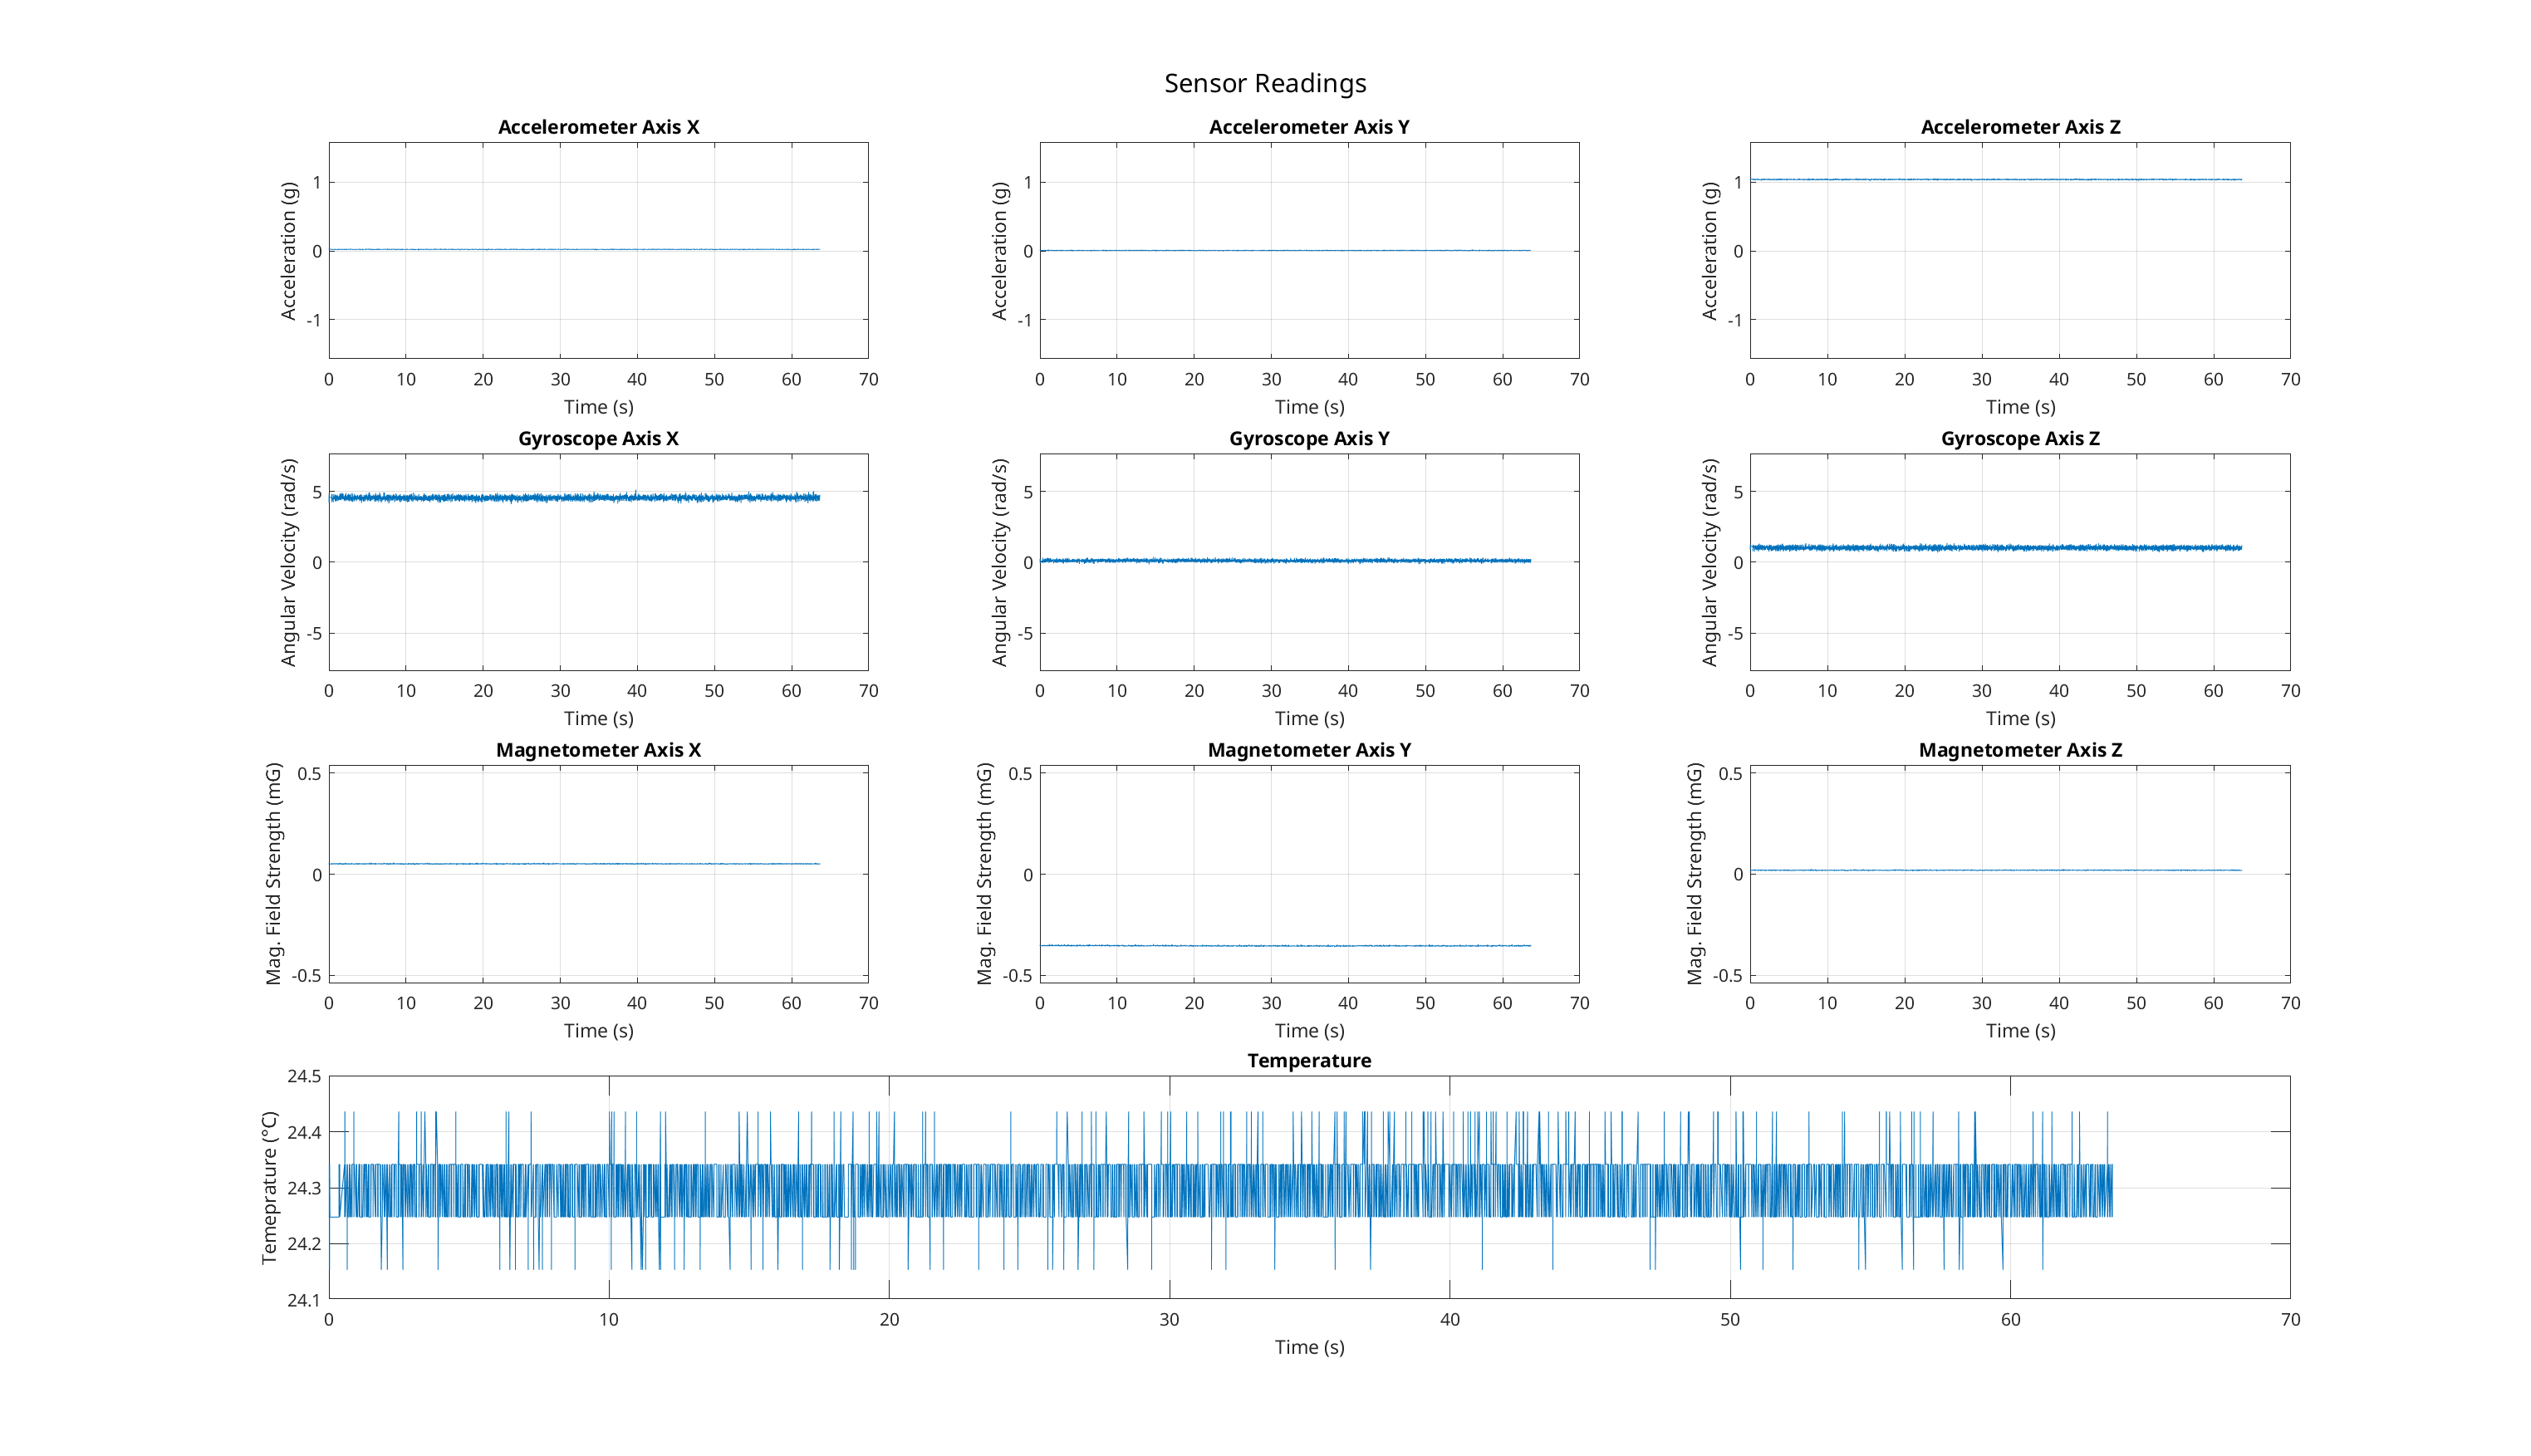 Sensor Readings
Accelerometer Axis X
Acceleration (g)
1
0
-1
0 10 20 30 40 50 60 70
Time (s)
Accelerometer Axis Y
Acceleration (g)
1
0
-1
0 10 20 30 40 50 60 70
Time (s)
Accelerometer Axis Z
Acceleration (g)
1
0
-1
0 10 20 30 40 50 60 70
Time (s)
Gyroscope Axis X
Angular Velocity (rad/s)
5
0
-5
0 10 20 30 40 50 60 70
Time (s)
Gyroscope Axis Y
Angular Velocity (rad/s)
5
0
-5
0 10 20 30 40 50 60 70
Time (s)
Gyroscope Axis Z
Angular Velocity (rad/s)
5
0
-5
0 10 20 30 40 50 60 70
Time (s)
Magnetometer Axis X
Mag. Field Strength (mG)
0.5
0
-0.5
0 10 20 30 40 50 60 70
Time (s)
Magnetometer Axis Y
Mag. Field Strength (mG)
0.5
0
-0.5
0 10 20 30 40 50 60 70
Time (s)
Magnetometer Axis Z
Mag. Field Strength (mG)
0.5
0
-0.5
0 10 20 30 40 50 60 70
Time (s)
Temperature
Temeprature (°C)
24.5
24.4
24.3
24.2
24.1
0 10 20 30 40 50 60 70
Time (s)